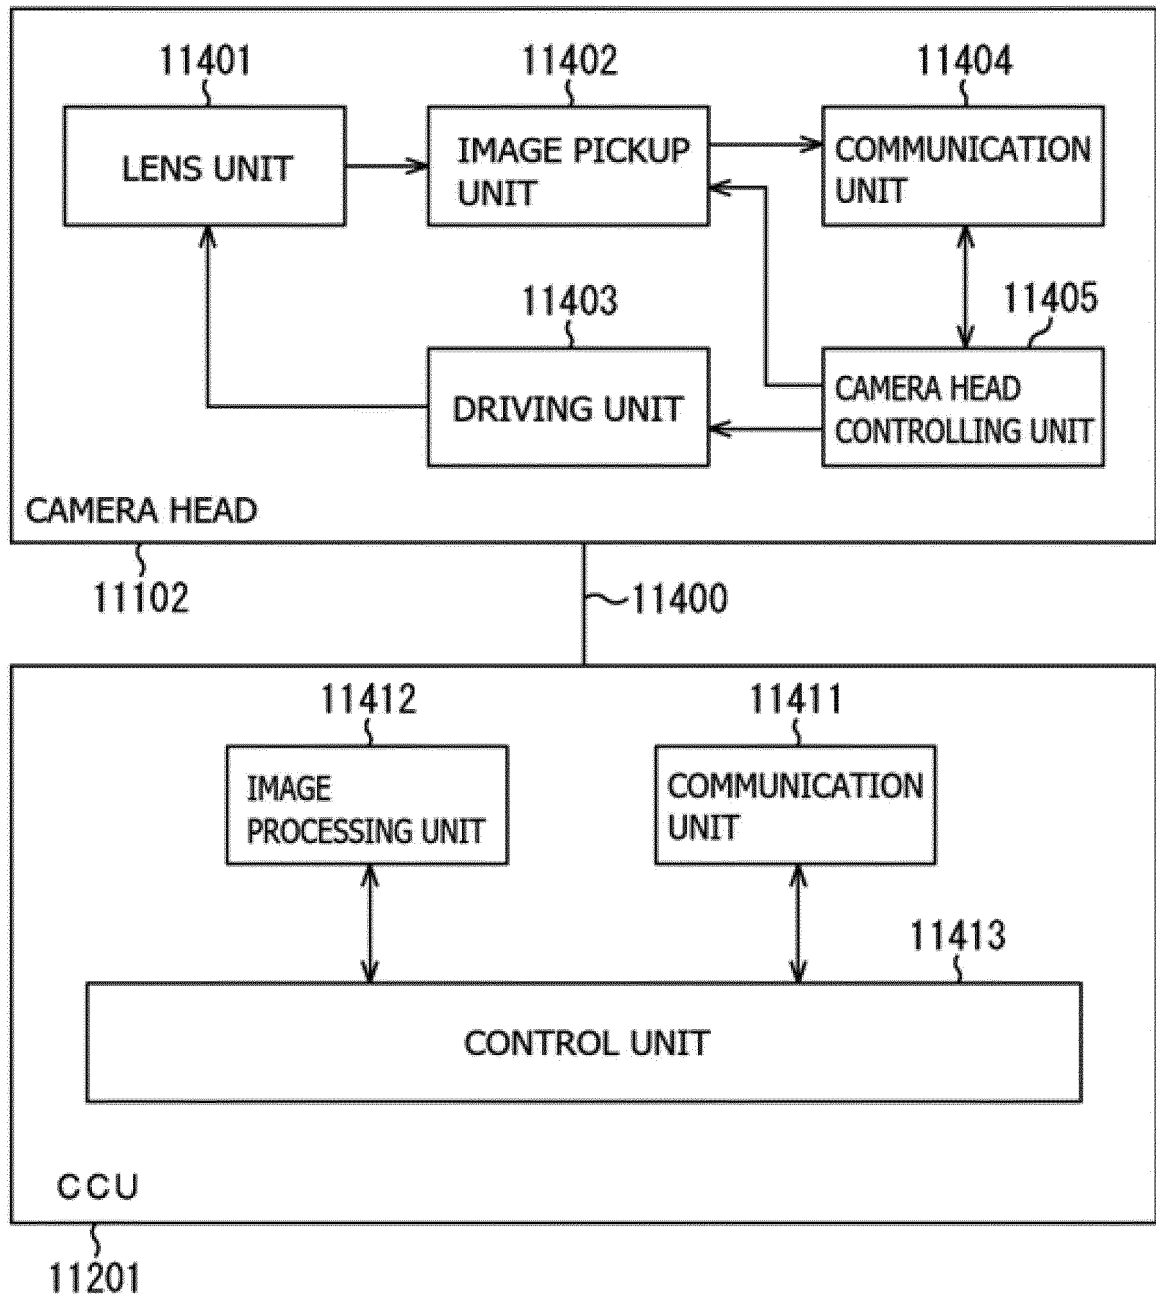 11401
11402
11404
LENS UNIT
IMAGE PICKUP
UNIT
COMMUNICATION
UNIT
11403
11405
DRIVING UNIT
CAMERA HEAD
CONTROLLING UNIT
CAMERA HEAD
11102
11400
11412
11411
IMAGE
PROCESSING UNIT
COMMUNICATION
UNIT
11413
CONTROL UNIT
CCU
11201